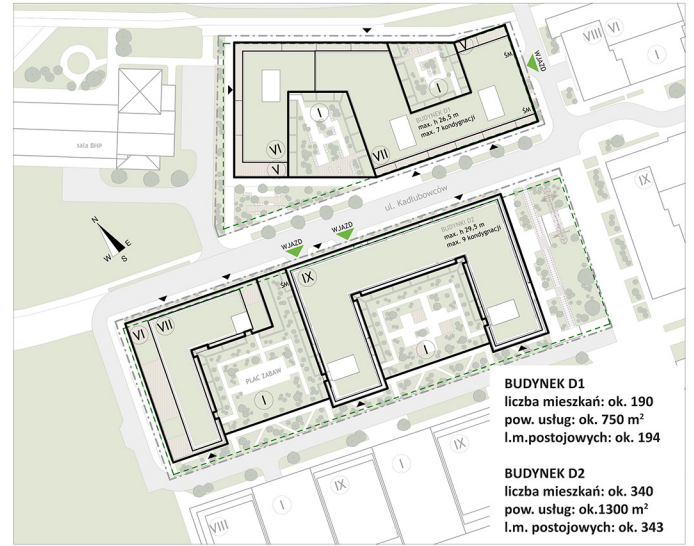 VIII
VI
I
WJAZD
ŚM
VI
I
I
BUDYNEK D1
max. h 26,5 m
max. 7 kondygnacji
ŚM
sala BHP
VI
V
VII
IX
ul. Kadłubowców
N
E
W
S
WJAZD
WJAZD
BUDYNKI D2
max. h 29,5 m
max. 9 kondygnacji
ŚM
IX
VI
VII
I
PLAC ZABAW
I
BUDYNEK D1
liczba mieszkań: ok. 190
pow. usług: ok. 750 m²
l.m.postojowych: ok. 194
BUDYNEK D2
liczba mieszkań: ok. 340
pow. usług: ok.1300 m²
l.m. postojowych: ok. 343
VIII
I
IX
I
IX